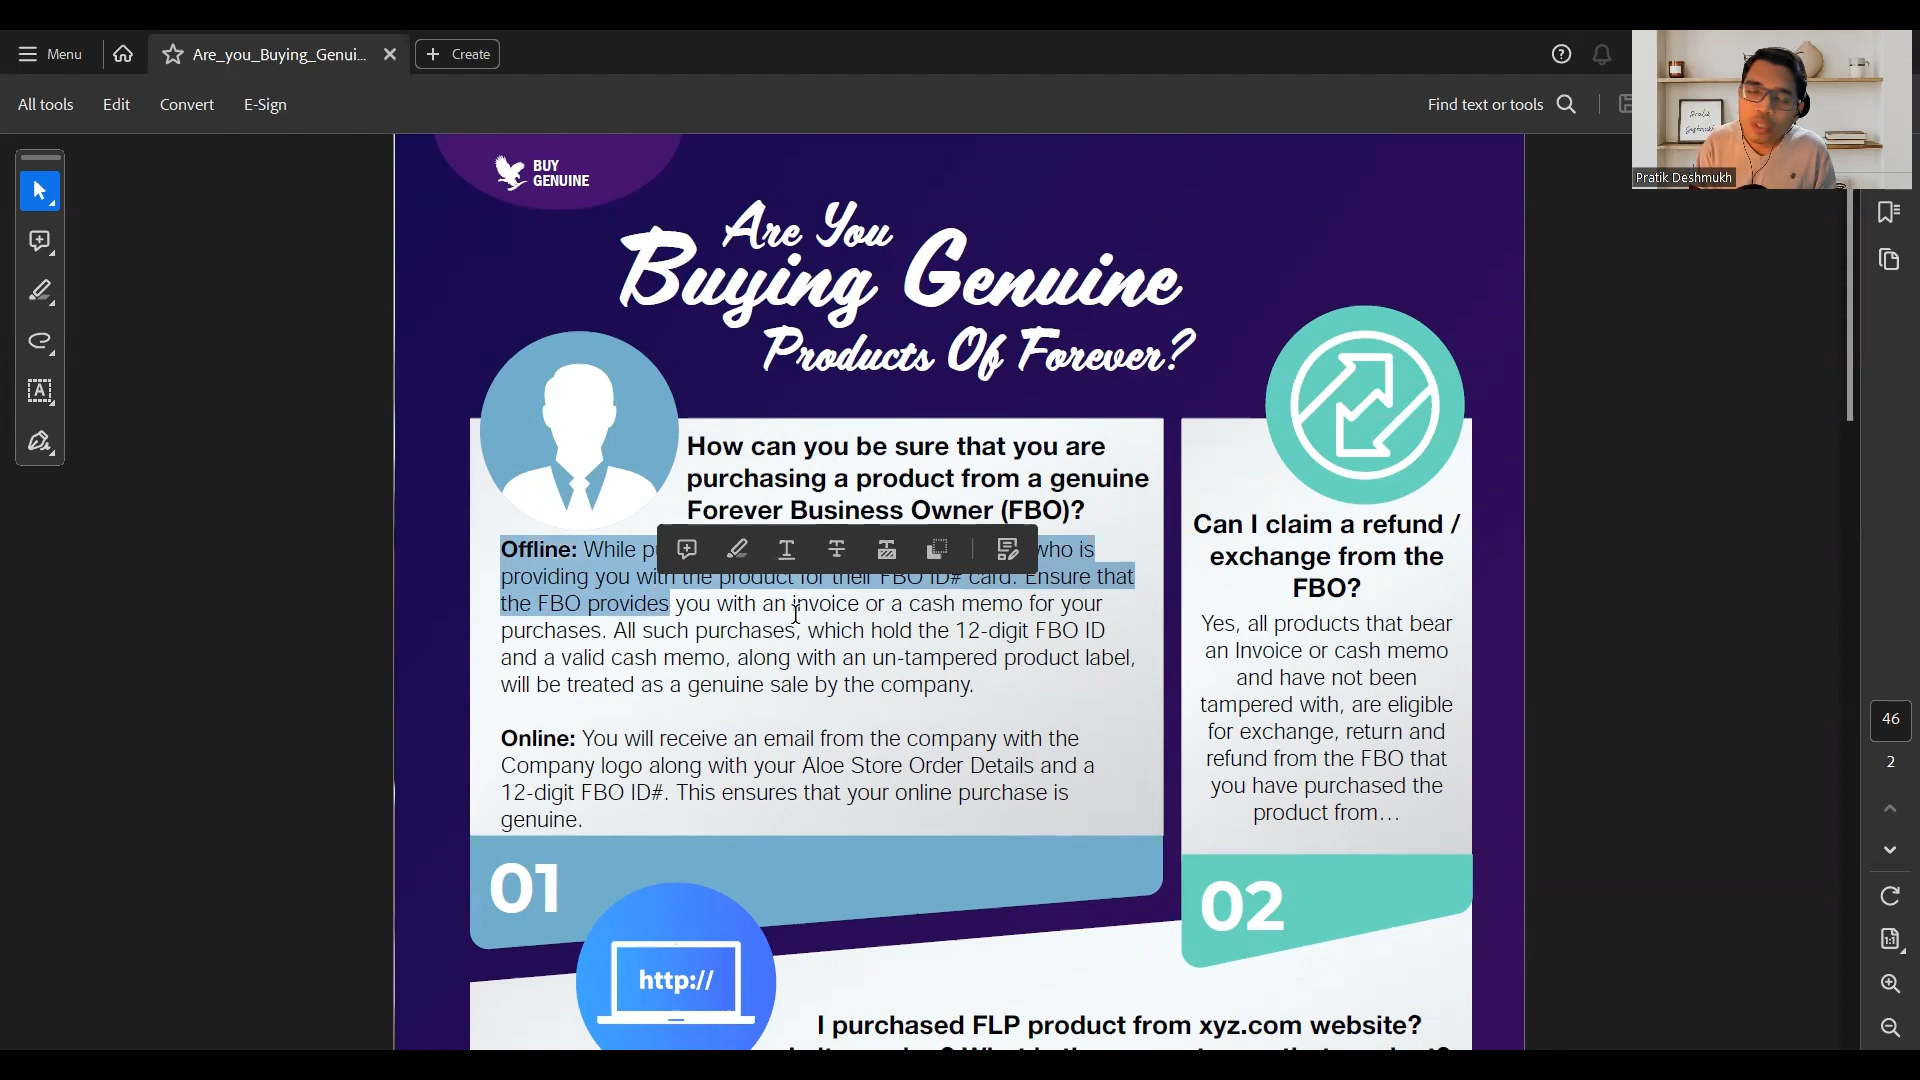 Menu
Are_you_Buying_Genui...
Create
All tools
Edit
Convert
E-Sign
Find text or tools
Pratik Deshmukh
BUY
GENUINE
Are You
Buying Genuine
Products Of Forever?
How can you be sure that you are
purchasing a product from a genuine
Forever Business Owner (FBO)?
Offline: While who is
providing you with the product for their FBO ID# card. Ensure that
the FBO provides you with an invoice or a cash memo for your
purchases. All such purchases, which hold the 12-digit FBO ID
and a valid cash memo, along with an un-tampered product label,
will be treated as a genuine sale by the company.
Online: You will receive an email from the company with the
Company logo along with your Aloe Store Order Details and a
12-digit FBO ID#. This ensures that your online purchase is
genuine.
01
Can I claim a refund /
exchange from the
FBO?
Yes, all products that bear
an Invoice or cash memo
and have not been
tampered with, are eligible
for exchange, return and
refund from the FBO that
you have purchased the
product from...
02
http://
I purchased FLP product from xyz.com website?
46
2